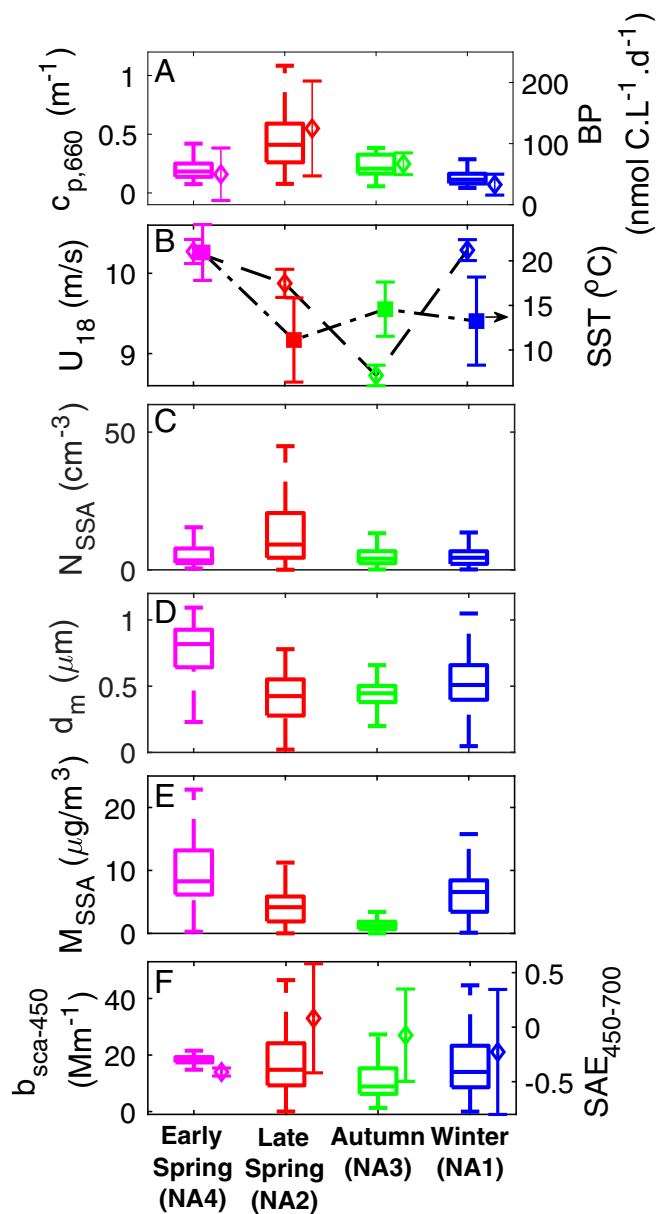 A
c_p,660 (m^-1)
1
0.5
0
200
100
0
BP
(nmol C.L^-1.d^-1)
B
U_18 (m/s)
10
9
20
15
10
SST (ºC)
C
N_SSA (cm^-3)
50
0
D
d_m (μm)
1
0.5
0
E
M_SSA (μg/m^3)
20
10
0
F
b_sca-450
(Mm^-1)
40
20
0
0.5
0
-0.5
SAE_450-700
Early
Spring
(NA4)
Late
Spring
(NA2)
Autumn
(NA3)
Winter
(NA1)